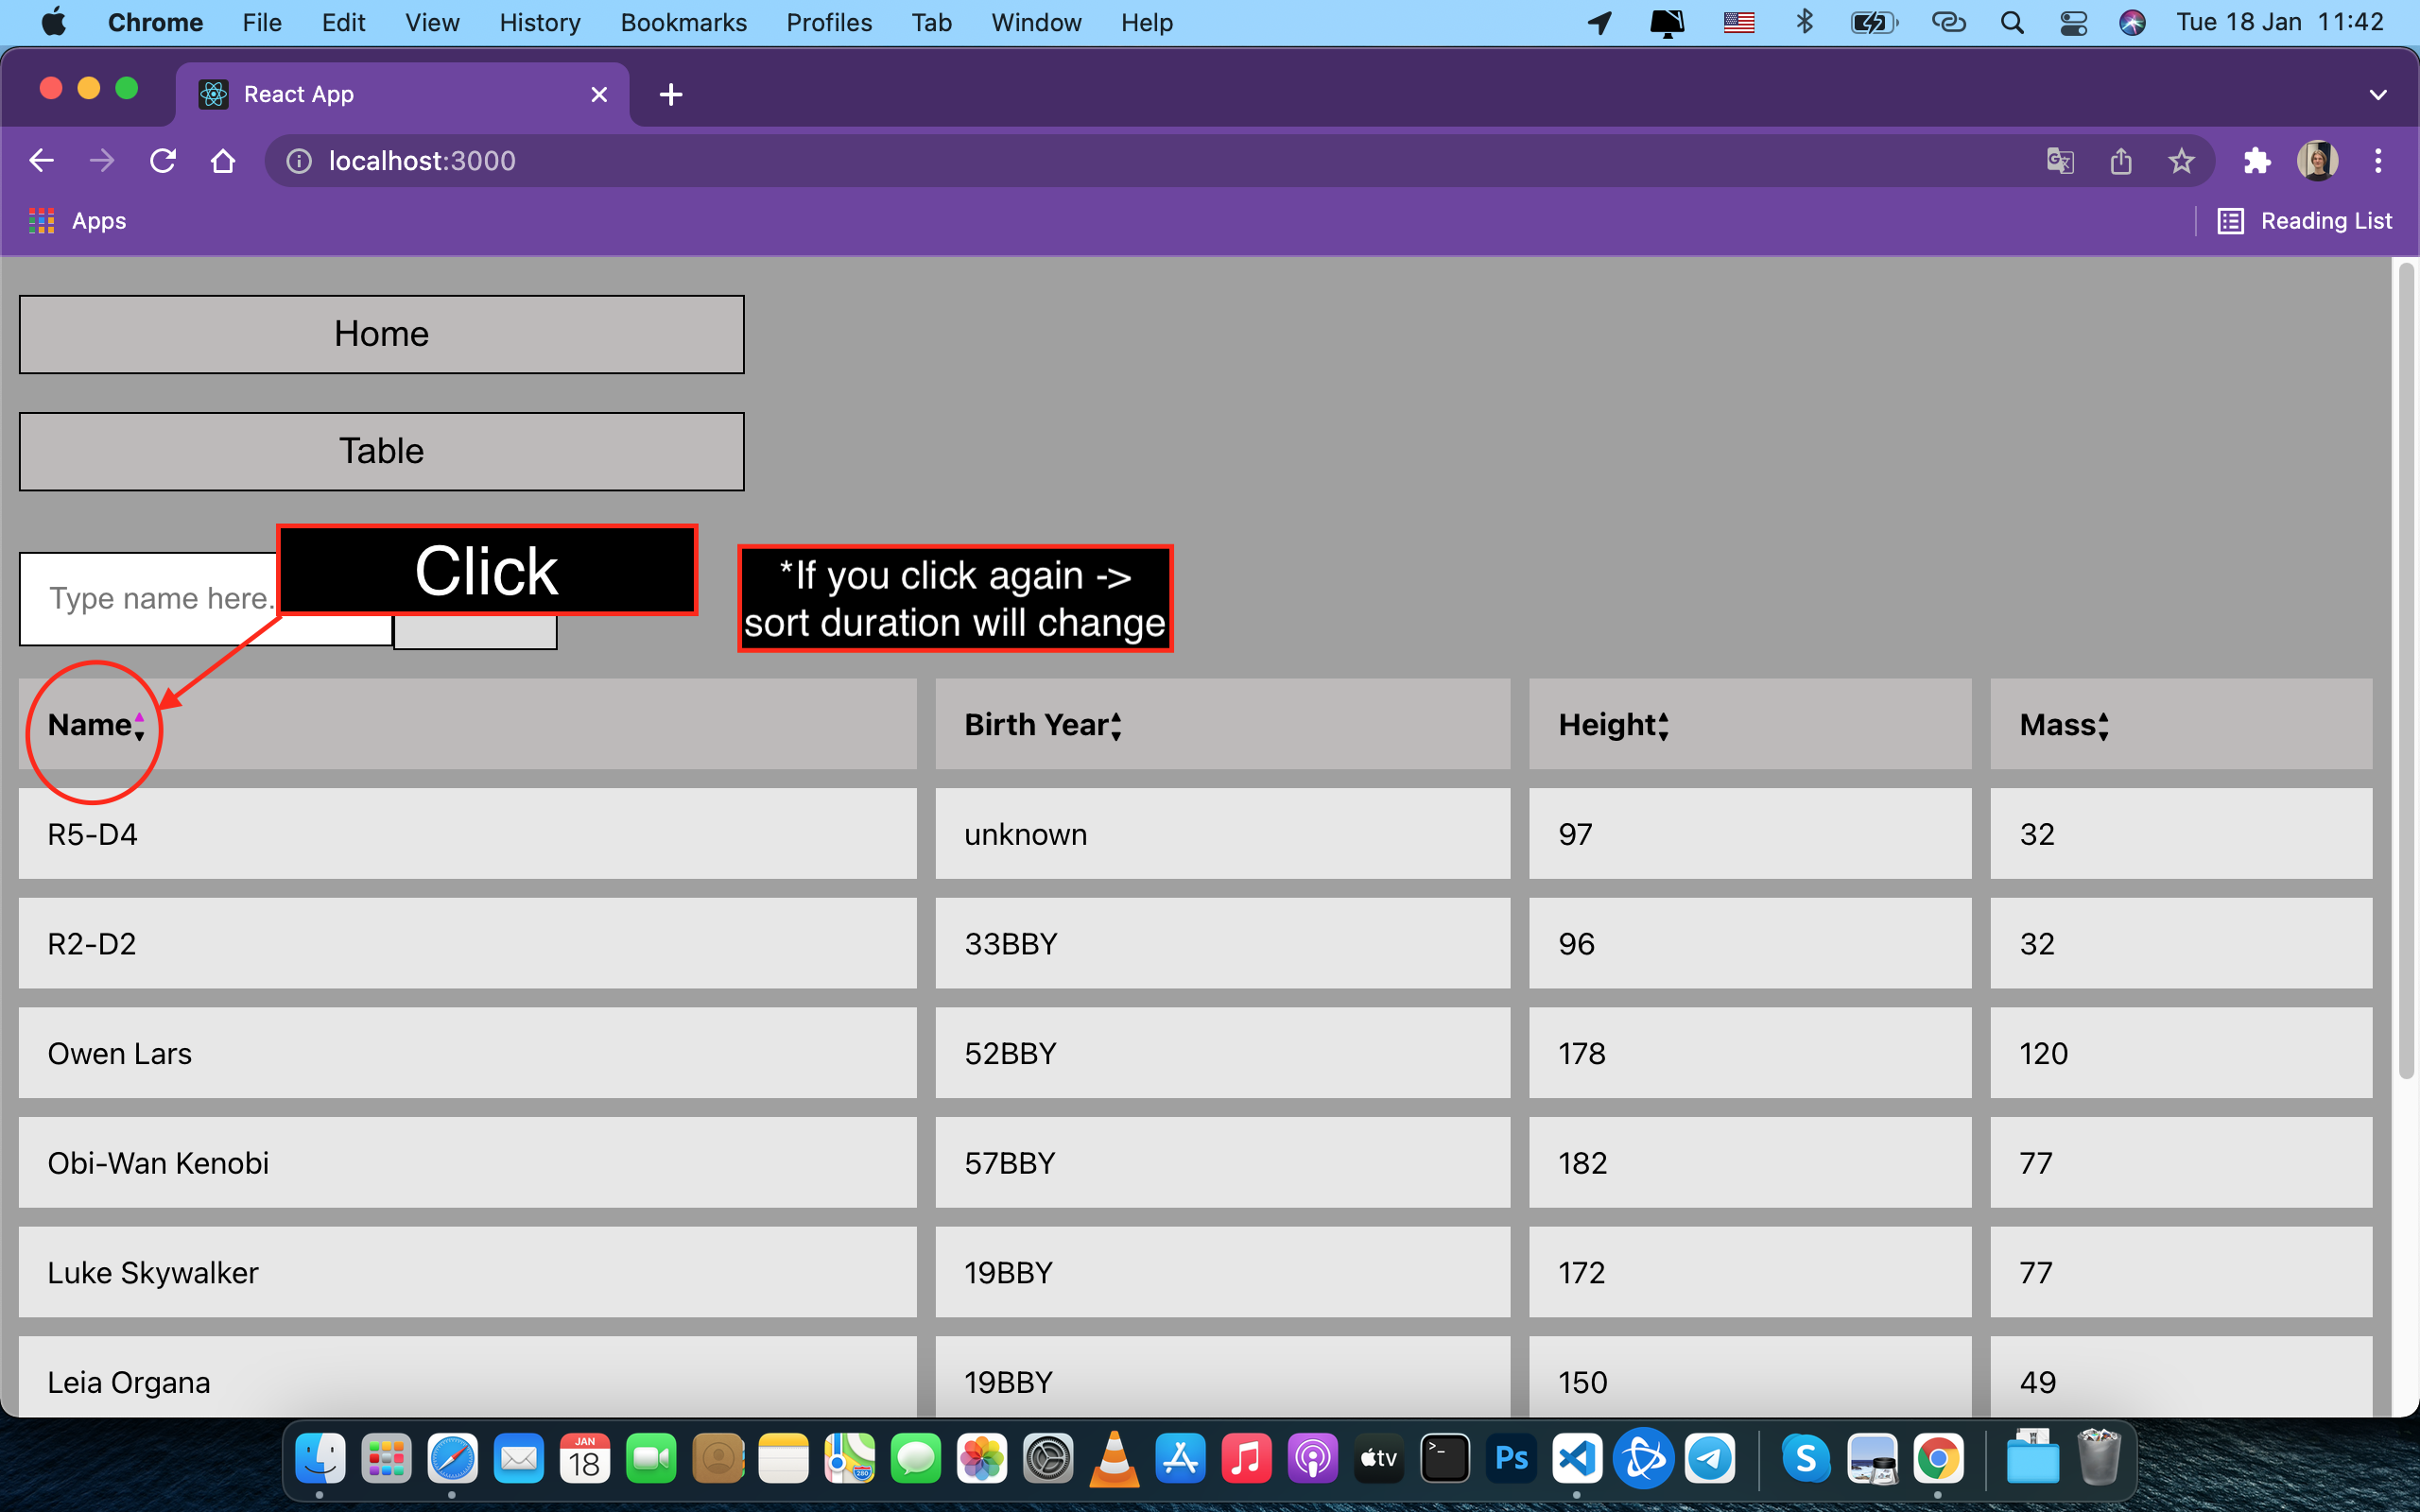 Chrome File Edit View History Bookmarks Profiles Tab Window Help Tue 18 Jan 11:42
React App
localhost:3000
Apps Reading List
Home
Table
Click
*If you click again ->
Type name here.
sort duration will change
Name Birth Year Height Mass
R5-D4 unknown 97 32
R2-D2 33BBY 96 32
Owen Lars 52BBY 178 120
Obi-Wan Kenobi 57BBY 182 77
Luke Skywalker 19BBY 172 77
Leia Organa 19BBY 150 49
JAN
18
280
tv
>_
Ps
S